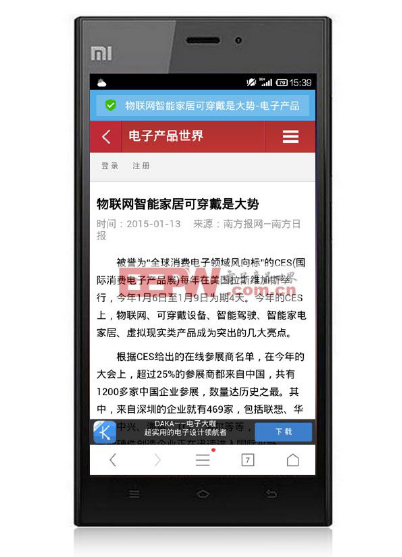 mi
15:39
物联网智能家居可穿戴是大势-电子产品
电子产品世界
登录 注册
物联网智能家居可穿戴是大势
时间：2015-01-13 来源：南方报网—南方日
报
被誉为“全球消费电子领域风向标”的CES(国
际消费电子产品展)每年在美国拉斯维加斯举
行，今年1月6日至1月9日为期4天。今年的CES
上，物联网、可穿戴设备、智能驾驶、智能家电
家居、虚拟现实类产品成为突出的几大亮点。
EEPW
根据CES给出的在线参展商名单，在今年的
大会上，超过25%的参展商都来自中国，共有
1200多家中国企业参展，数量达历史之最。其
中，来自深圳的企业就有469家，包括联想、华
中兴、
DAKA——电子大咖
超实用的电子设计领航者
下载
7